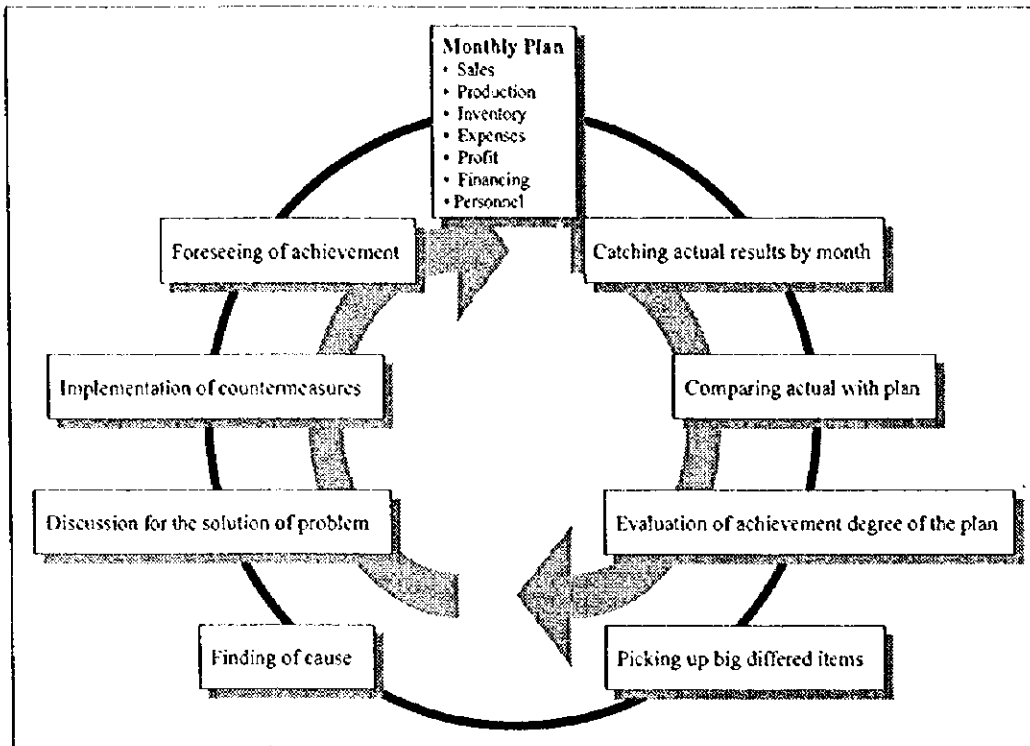 Monthly Plan
• Sales
• Production
• Inventory
• Expenses
• Profit
• Financing
• Personnel
Catching actual results by month
Comparing actual with plan
Evaluation of achievement degree of the plan
Picking up big differed items
Finding of cause
Discussion for the solution of problem
Implementation of countermeasures
Foreseeing of achievement